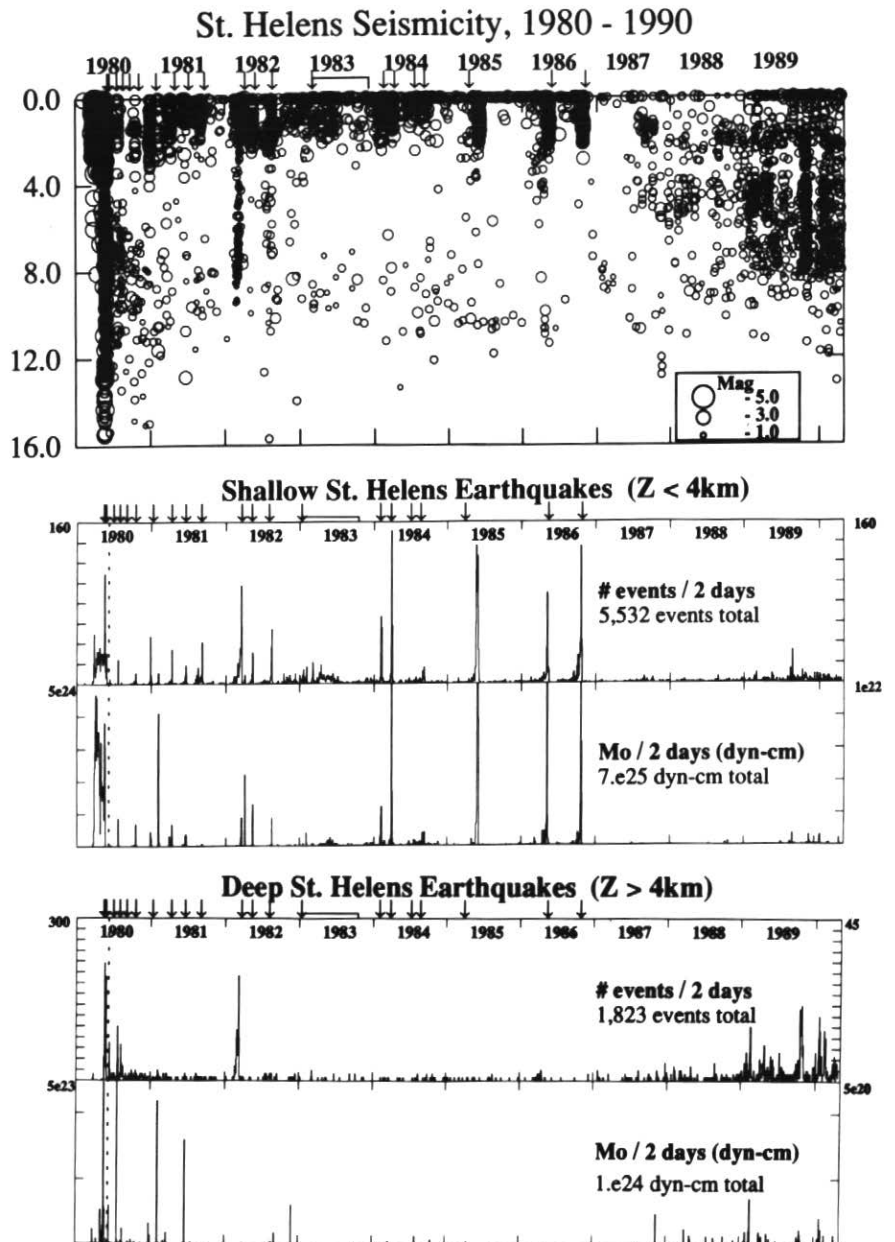 St. Helens Seismicity, 1980 - 1990
1980 1981 1982 1983 1984 1985 1986 1987 1988 1989
0.0
4.0
8.0
12.0
16.0
Mag
- 5.0
- 3.0
- 1.0
Shallow St. Helens Earthquakes (Z < 4km)
160 160
1980 1981 1982 1983 1984 1985 1986 1987 1988 1989
# events / 2 days
5,532 events total
5e24 1e22
Mo / 2 days (dyn-cm)
7.e25 dyn-cm total
Deep St. Helens Earthquakes (Z > 4km)
300 45
1980 1981 1982 1983 1984 1985 1986 1987 1988 1989
# events / 2 days
1,823 events total
5e23 5e20
Mo / 2 days (dyn-cm)
1.e24 dyn-cm total